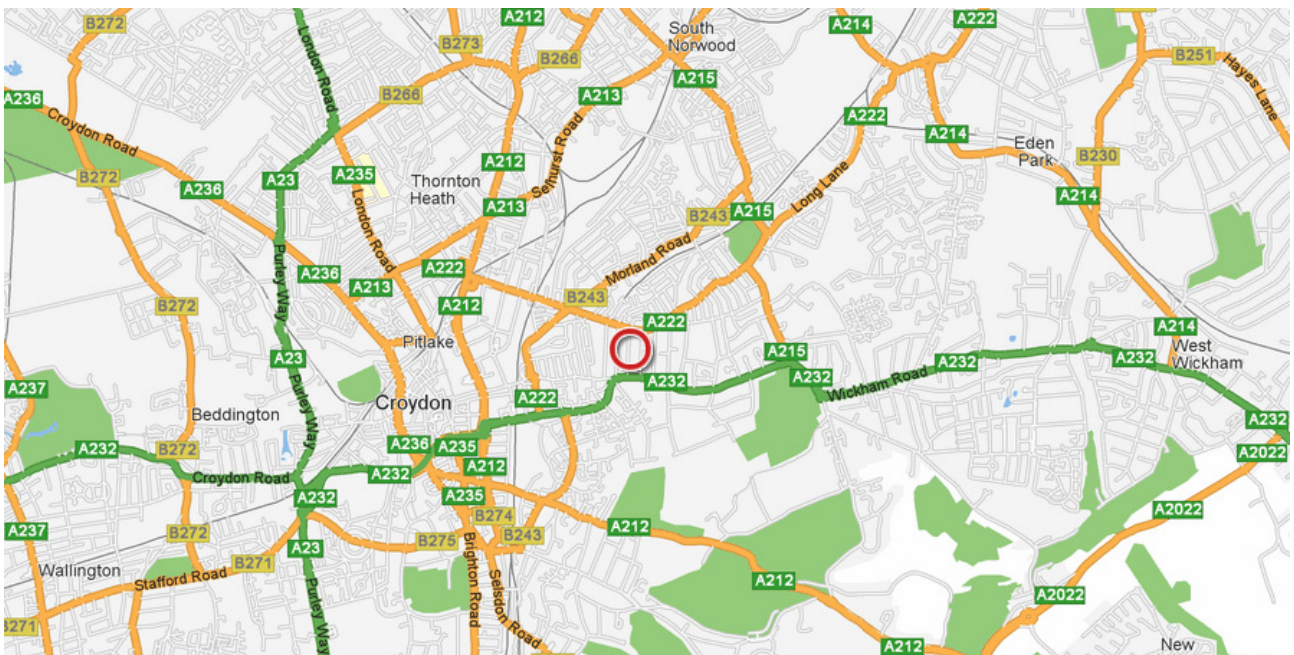 B272
A212
South
Norwood
A214
A222
B273
B266
London Road
A215
B251
Hayes Lane
A236
B266
A213
A222
A214
Croydon Road
Eden
Park
B230
B272
A236
A23
A235
Thornton
Heath
A212
Selhurst Road
A213
B243
A215
Long Lane
A214
London Road
Purley Way
A236
A213
A222
A212
Morland Road
B243
B272
A222
A214
Pitlake
A23
A215
A232
A232
West
Wickham
A232
A237
Purley Way
Beddington
Croydon
A222
A232
Wickham Road
A232
A232
B272
A236
A235
A2022
Croydon Road
A232
A212
A232
A235
B274
A2022
A237
B272
A23
B275
B243
A212
Wallington
Stafford Road
B271
Brighton Road
Selsdon Road
A212
A2022
Purley Way
B271
A212
New